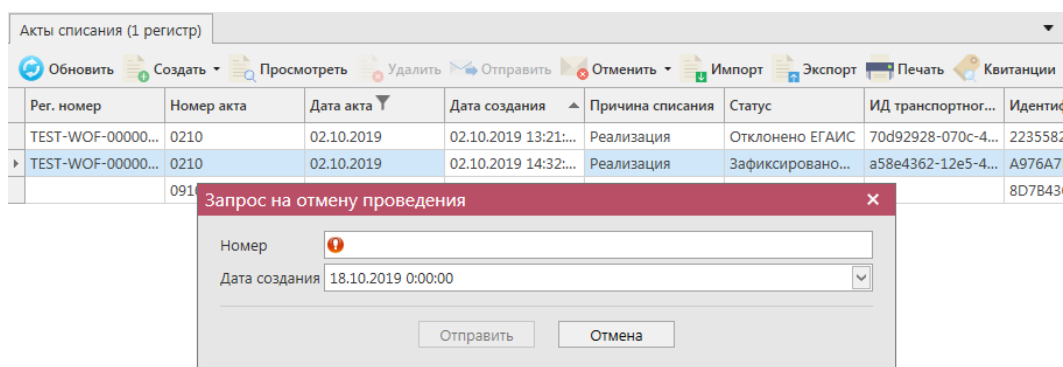 Акты списания (1 регистр)
Обновить Создать Просмотреть Удалить Отправить Отменить Импорт Экспорт Печать Квитанции
Рег. номер Номер акта Дата акта Дата создания Причина списания Статус ИД транспортног...
TEST-WOF-00000... 0210 02.10.2019 02.10.2019 13:21:... Реализация Отклонено ЕГАИС 70d92928-070c-4... 2235582
TEST-WOF-00000... 0210 02.10.2019 02.10.2019 14:32:... Реализация Зафиксировано... a58e4362-12e5-4... A976A7
Запрос на отмену проведения
Номер
Дата создания 18.10.2019 0:00:00
Отправить Отмена